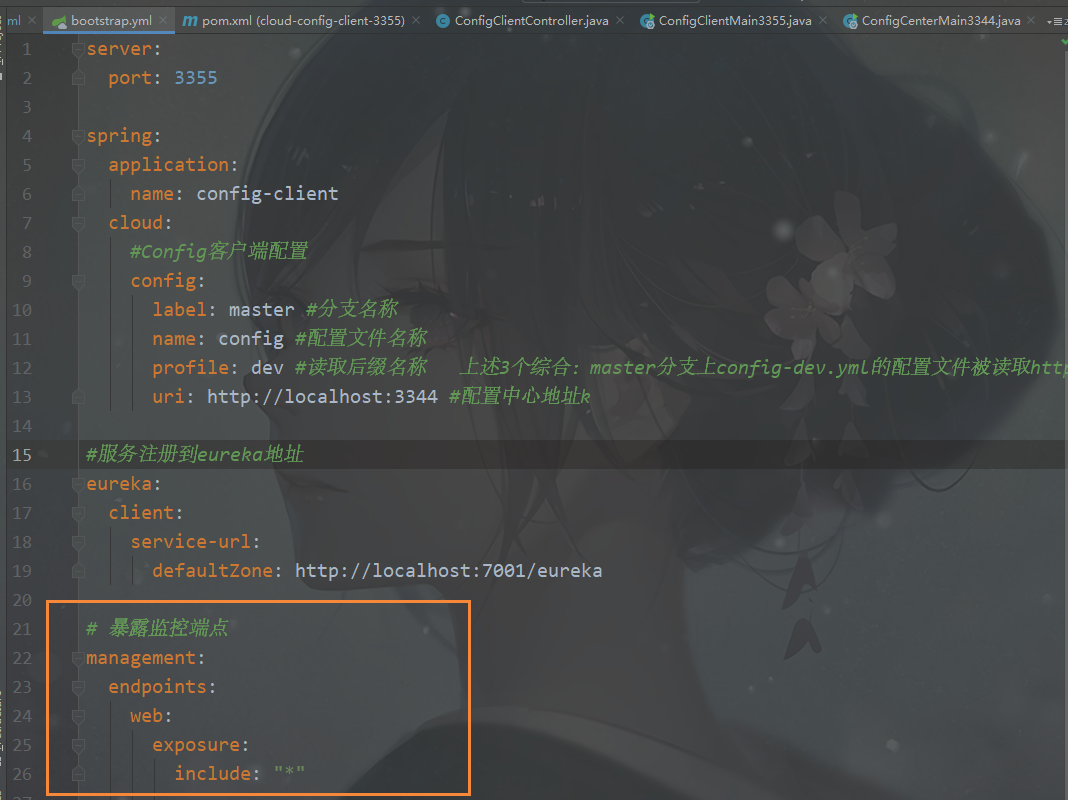 ml bootstrap.yml pom.xml (cloud-config-client-3355) ConfigClientController.java ConfigClientMain3355.java ConfigCenterMain3344.java
1 server:
2 port: 3355
3
4 spring:
5 application:
6 name: config-client
7 cloud:
8 #Config客户端配置
9 config:
10 label: master #分支名称
11 name: config #配置文件名称
12 profile: dev #读取后缀名称 上述3个综合：master分支上config-dev.yml的配置文件被读取http
13 uri: http://localhost:3344 #配置中心地址k
14
15 #服务注册到eureka地址
16 eureka:
17 client:
18 service-url:
19 defaultZone: http://localhost:7001/eureka
20
21 # 暴露监控端点
22 management:
23 endpoints:
24 web:
25 exposure:
26 include: "*"